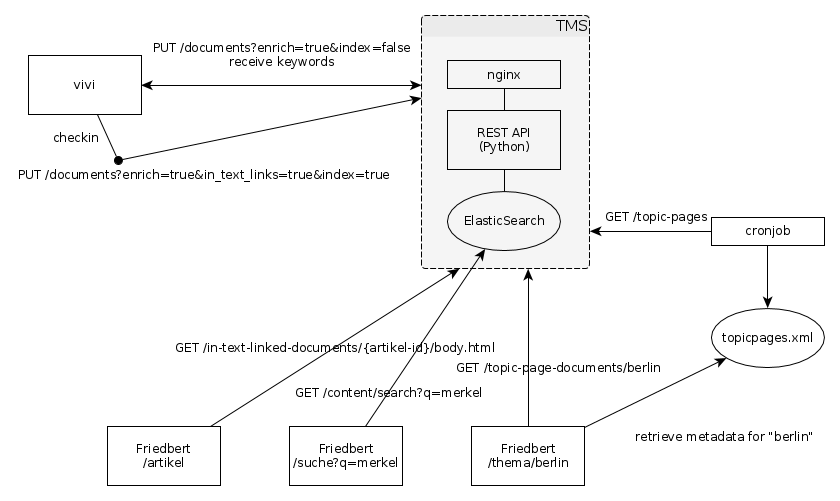 TMS
PUT /documents?enrich=true&index=false
receive keywords
vivi
nginx
checkin
REST API
(Python)
PUT /documents?enrich=true&in_text_links=true&index=true
ElasticSearch
GET /topic-pages
cronjob
topicpages.xml
GET /in-text-linked-documents/{artikel-id}/body.html
GET /topic-page-documents/berlin
GET /content/search?q=merkel
retrieve metadata for "berlin"
Friedbert
/artikel
Friedbert
/suche?q=merkel
Friedbert
/thema/berlin